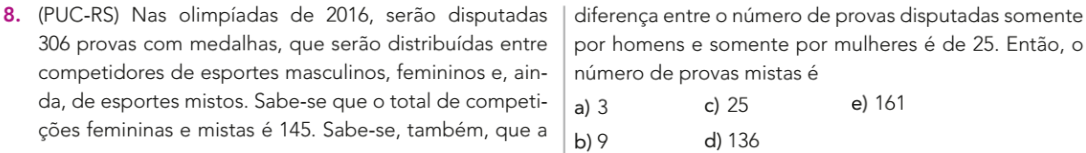 8. (PUC-RS) Nas olimpíadas de 2016, serão disputadas
306 provas com medalhas, que serão distribuídas entre
competidores de esportes masculinos, femininos e, ain-
da, de esportes mistos. Sabe-se que o total de competi-
ções femininas e mistas é 145. Sabe-se, também, que a
diferença entre o número de provas disputadas somente
por homens e somente por mulheres é de 25. Então, o
número de provas mistas é
a) 3 c) 25 e) 161
b) 9 d) 136